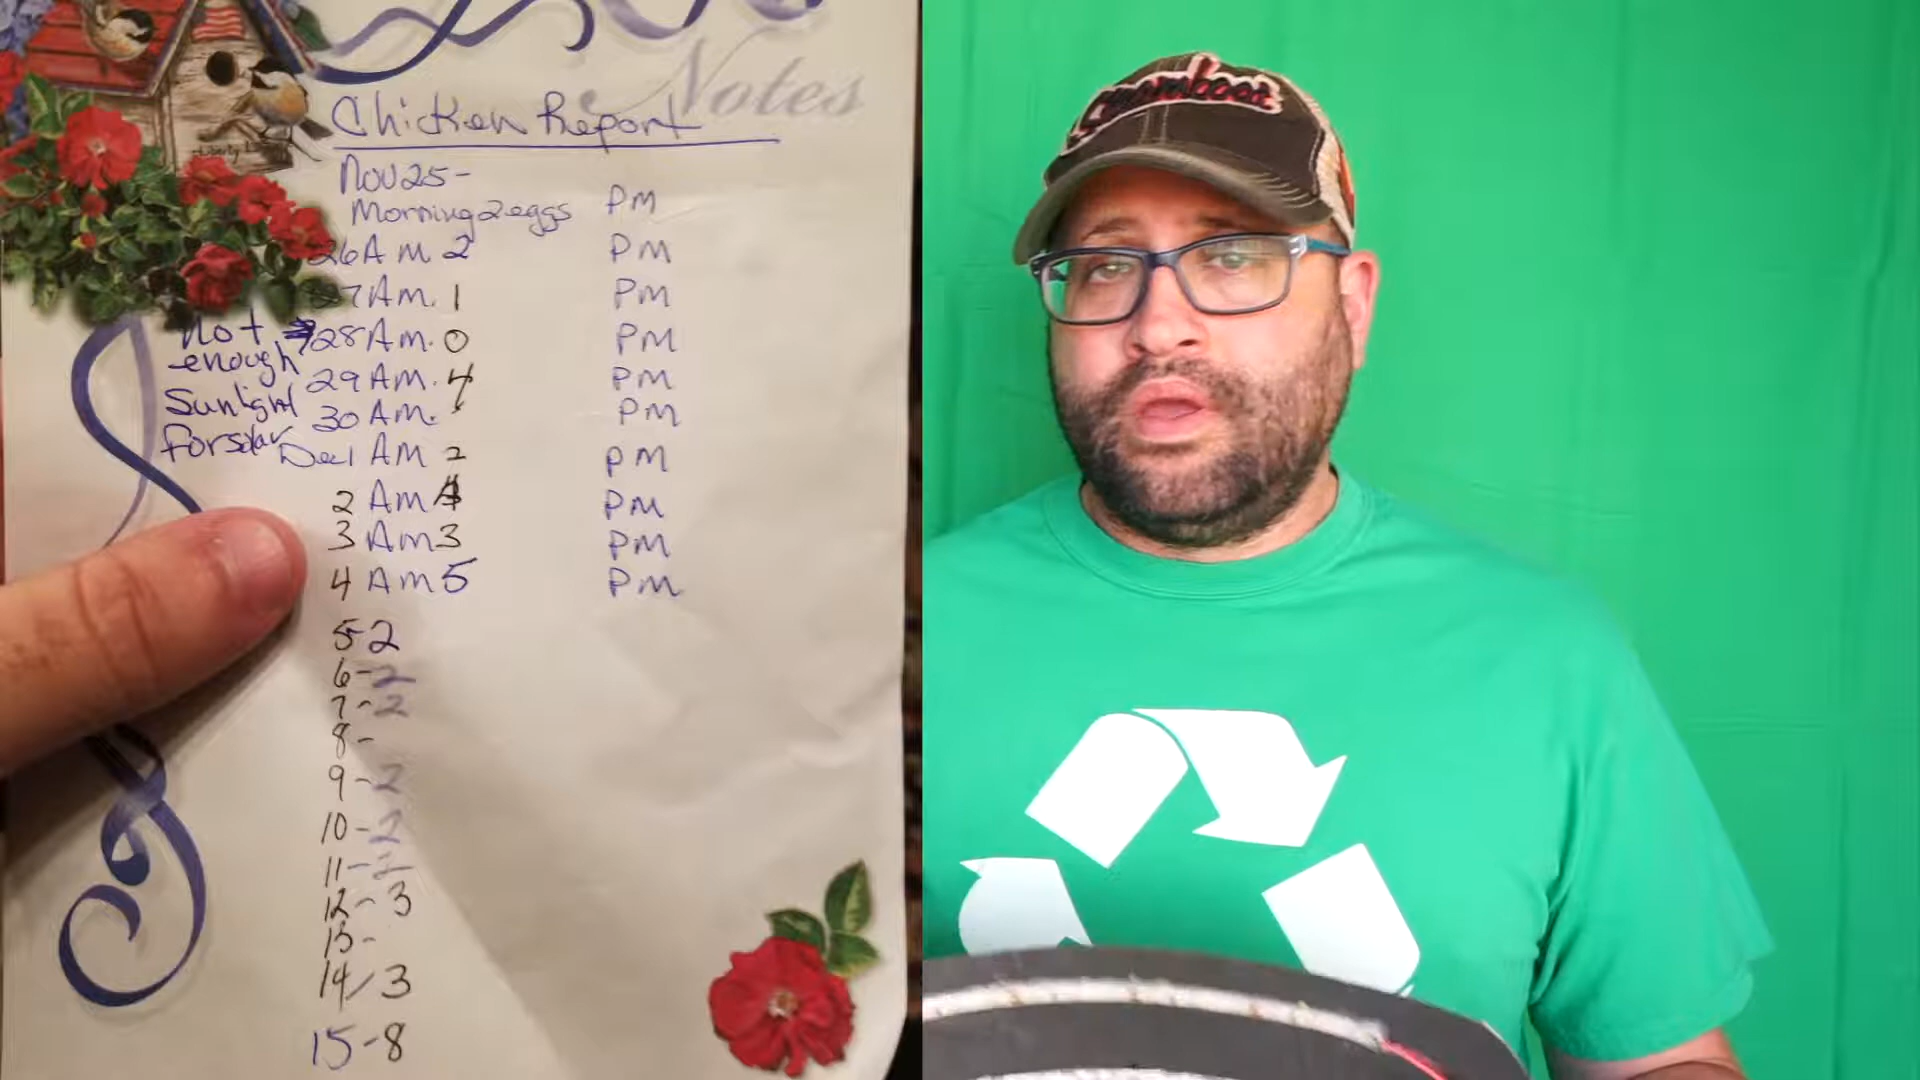 Notes
Chicken Report
Nov 25-
Morning 2 eggs PM
26 AM 2 PM
27 AM. 1 PM
Not 28 AM. 0 PM
enough 29 AM. 4 PM
Sunlight 30 AM. PM
for solar Dec 1 AM 2 PM
2 AM PM
3 AM 3 PM
4 AM 5 PM
5-2
6-2
7-2
8-
9-2
10-2
11-2
12-3
13-
14/3
15-8
Steamboat